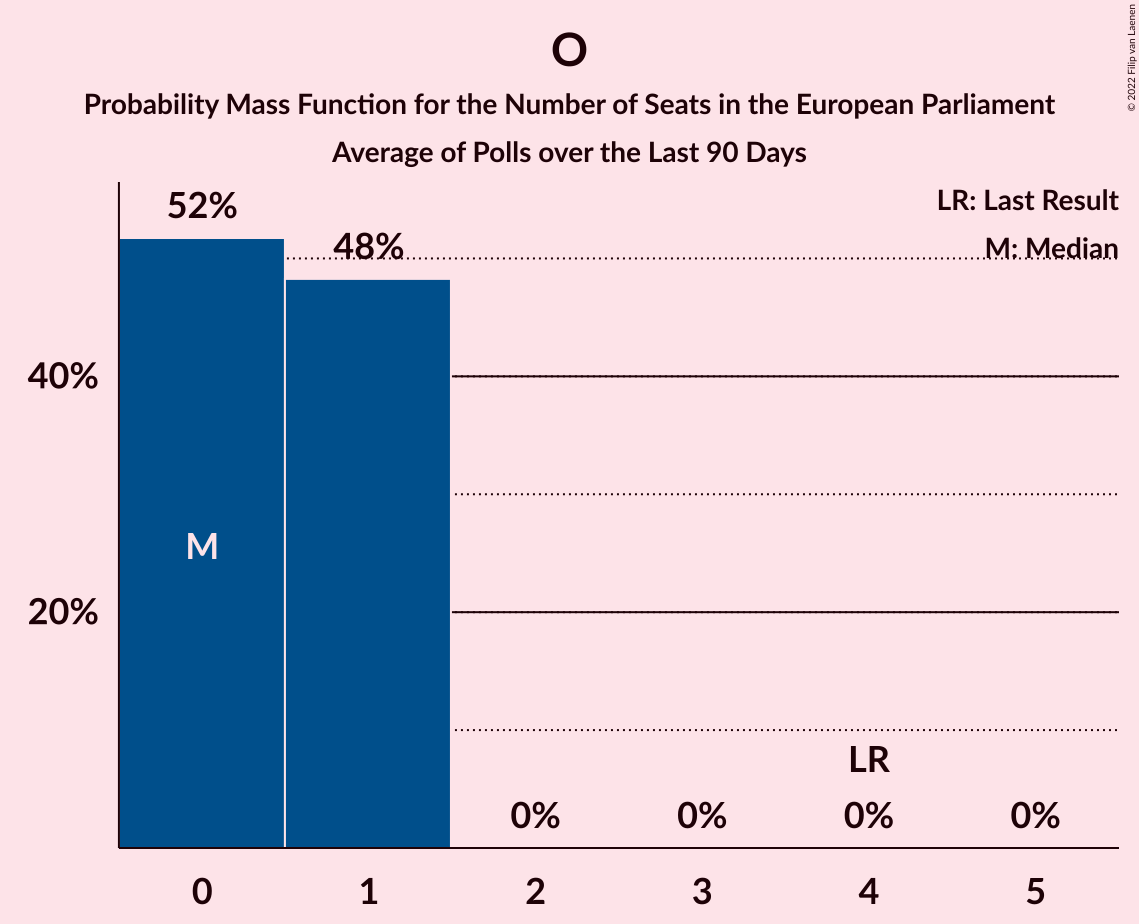 O
Probability Mass Function for the Number of Seats in the European Parliament
Average of Polls over the Last 90 Days
© 2022 Filip van Laenen
LR: Last Result
M: Median
52%
48%
40%
20%
M
LR
0%
0%
0%
0%
0
1
2
3
4
5